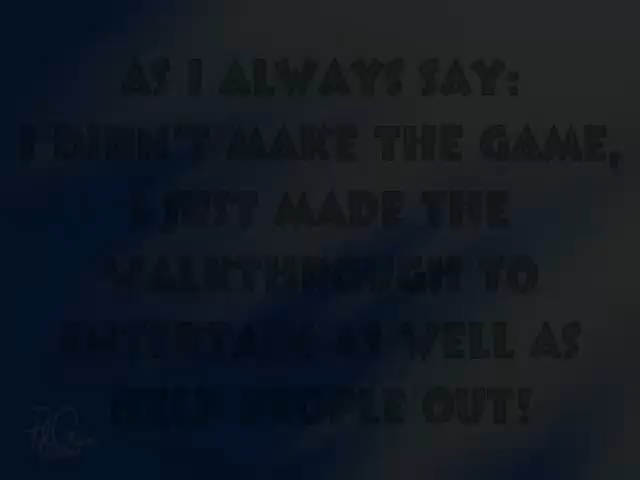 AS I ALWAYS SAY:
I DIDN'T MAKE THE GAME,
I JUST MADE THE
WALKTHROUGH TO
ENTERTAIN AS WELL AS
HELP PEOPLE OUT!